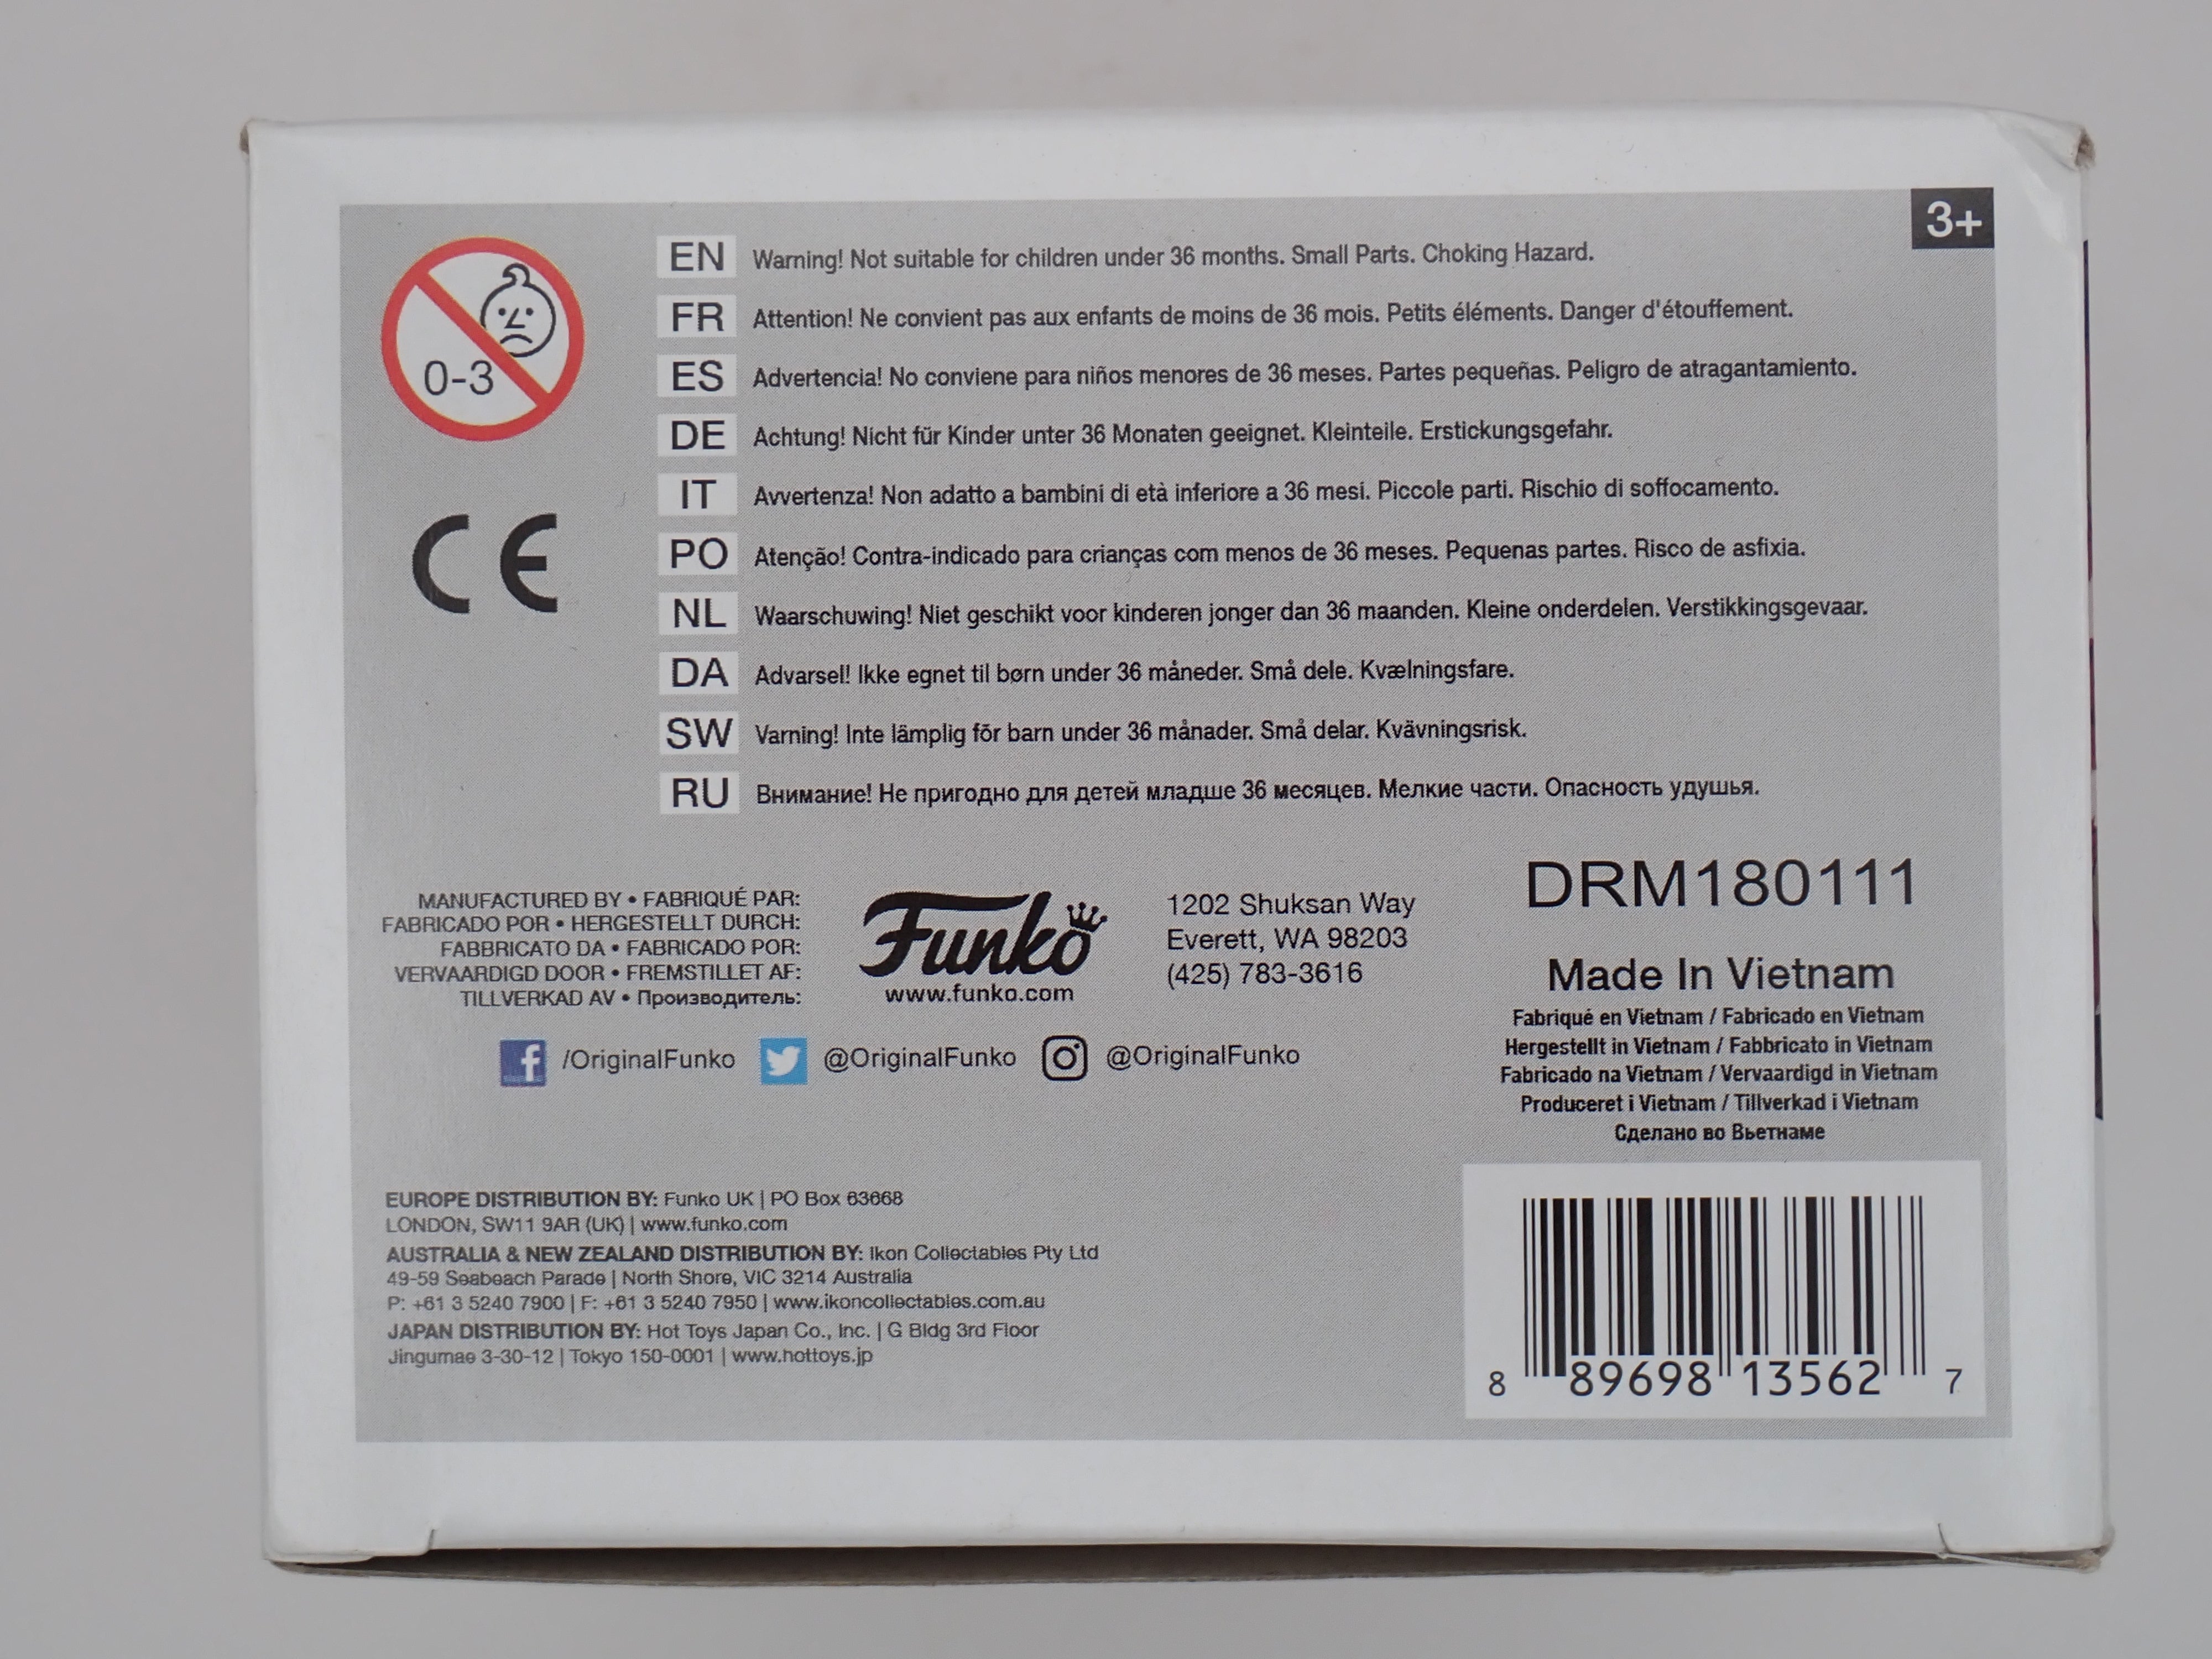 3+
0-3
EN Warning! Not suitable for children under 36 months. Small Parts. Choking Hazard.
FR Attention! Ne convient pas aux enfants de moins de 36 mois. Petits éléments. Danger d'étouffement.
ES Advertencia! No conviene para niños menores de 36 meses. Partes pequeñas. Peligro de atragantamiento.
DE Achtung! Nicht für Kinder unter 36 Monaten geeignet. Kleinteile. Erstickungsgefahr.
IT Avvertenza! Non adatto a bambini di età inferiore a 36 mesi. Piccole parti. Rischio di soffocamento.
CE
PO Atenção! Contra-indicado para crianças com menos de 36 meses. Pequenas partes. Risco de asfixia.
NL Waarschuwing! Niet geschikt voor kinderen jonger dan 36 maanden. Kleine onderdelen. Verstikkingsgevaar.
DA Advarsel! Ikke egnet til børn under 36 måneder. Små dele. Kvælningsfare.
SW Varning! Inte lämplig för barn under 36 månader. Små delar. Kvävningsrisk.
RU Внимание! Не пригодно для детей младше 36 месяцев. Мелкие части. Опасность удушья.
MANUFACTURED BY • FABRIQUÉ PAR:
FABRICADO POR • HERGESTELLT DURCH:
FABBRICATO DA • FABRICADO POR:
VERVAARDIGD DOOR • FREMSTILLET AF:
TILLVERKAD AV • Производитель:
Funko
www.funko.com
1202 Shuksan Way
Everett, WA 98203
(425) 783-3616
/OriginalFunko @OriginalFunko @OriginalFunko
DRM180111
Made In Vietnam
Fabriqué en Vietnam / Fabricado en Vietnam
Hergestellt in Vietnam / Fabbricato in Vietnam
Fabricado na Vietnam / Vervaardigd in Vietnam
Produceret i Vietnam / Tillverkad i Vietnam
Сделано во Вьетнаме
EUROPE DISTRIBUTION BY: Funko UK | PO Box 63668
LONDON, SW11 9AR (UK) | www.funko.com
AUSTRALIA & NEW ZEALAND DISTRIBUTION BY: Ikon Collectables Pty Ltd
49-59 Seabeach Parade | North Shore, VIC 3214 Australia
P: +61 3 5240 7900 | F: +61 3 5240 7950 | www.ikoncollectables.com.au
JAPAN DISTRIBUTION BY: Hot Toys Japan Co., Inc. | G Bldg 3rd Floor
Jingumae 3-30-12 | Tokyo 150-0001 | www.hottoys.jp
8 89698 13562 7